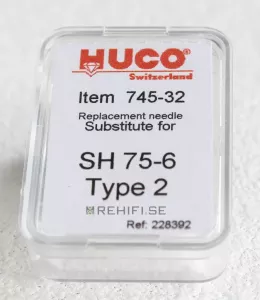 HUCO
Switzerland
Item 745-32
Replacement needle
Substitute for
SH 75-6
Type 2
REHIFI.SE
Ref: 228392